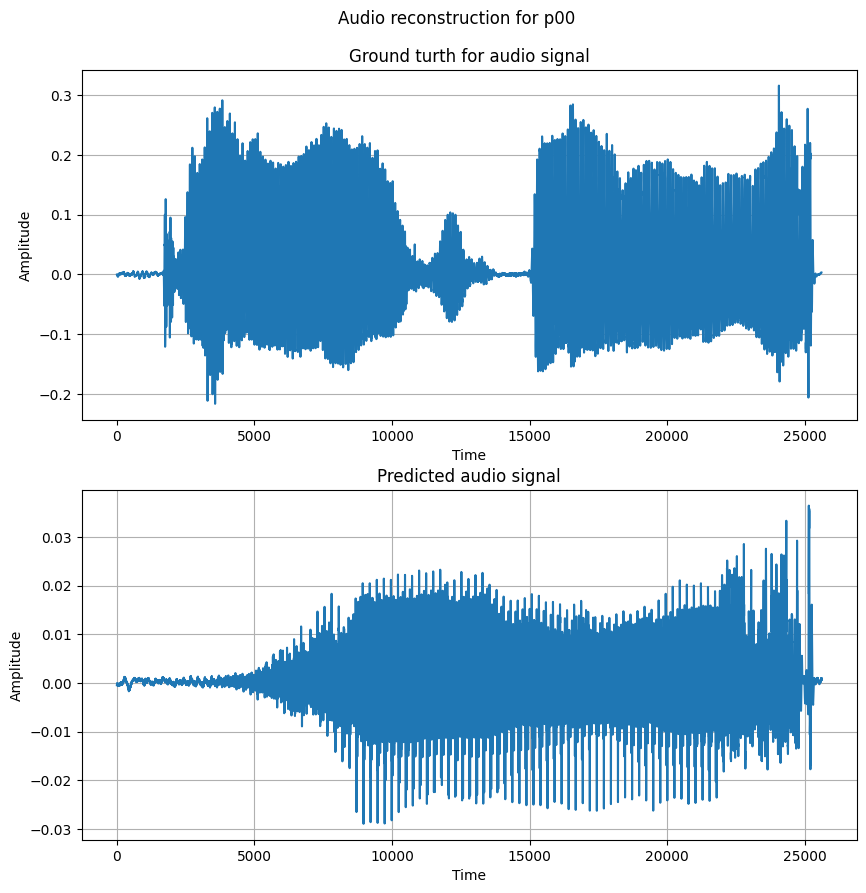 Audio reconstruction for p00
Ground turth for audio signal
0.3
0.2
0.1
0.0
−0.1
−0.2
Amplitude
0 5000 10000 15000 20000 25000
Time
Predicted audio signal
0.03
0.02
0.01
0.00
−0.01
−0.02
−0.03
Amplitude
0 5000 10000 15000 20000 25000
Time